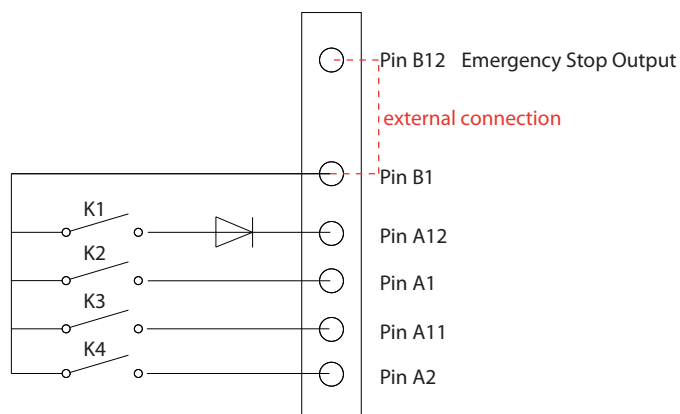 Pin B12 Emergency Stop Output
external connection
Pin B1
K1
Pin A12
K2
Pin A1
K3
Pin A11
K4
Pin A2